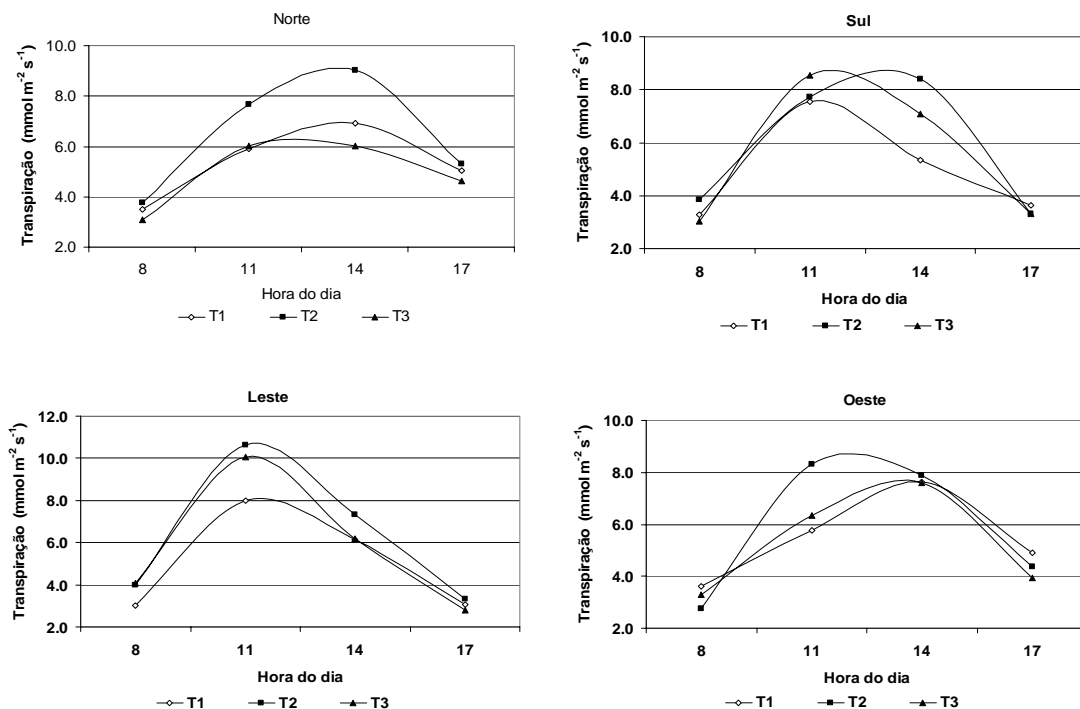 Norte
Transpiração (mmol m-2 s-1)
10.0
8.0
6.0
4.0
2.0
8 11 14 17
Hora do dia
T1 T2 T3
Sul
Transpiração (mmol m-2 s-1)
10.0
8.0
6.0
4.0
2.0
8 11 14 17
Hora do dia
T1 T2 T3
Leste
Transpiração (mmol m-2 s-1)
12.0
10.0
8.0
6.0
4.0
2.0
8 11 14 17
Hora do dia
T1 T2 T3
Oeste
Transpiração (mmol m-2 s-1)
10.0
8.0
6.0
4.0
2.0
8 11 14 17
Hora do dia
T1 T2 T3